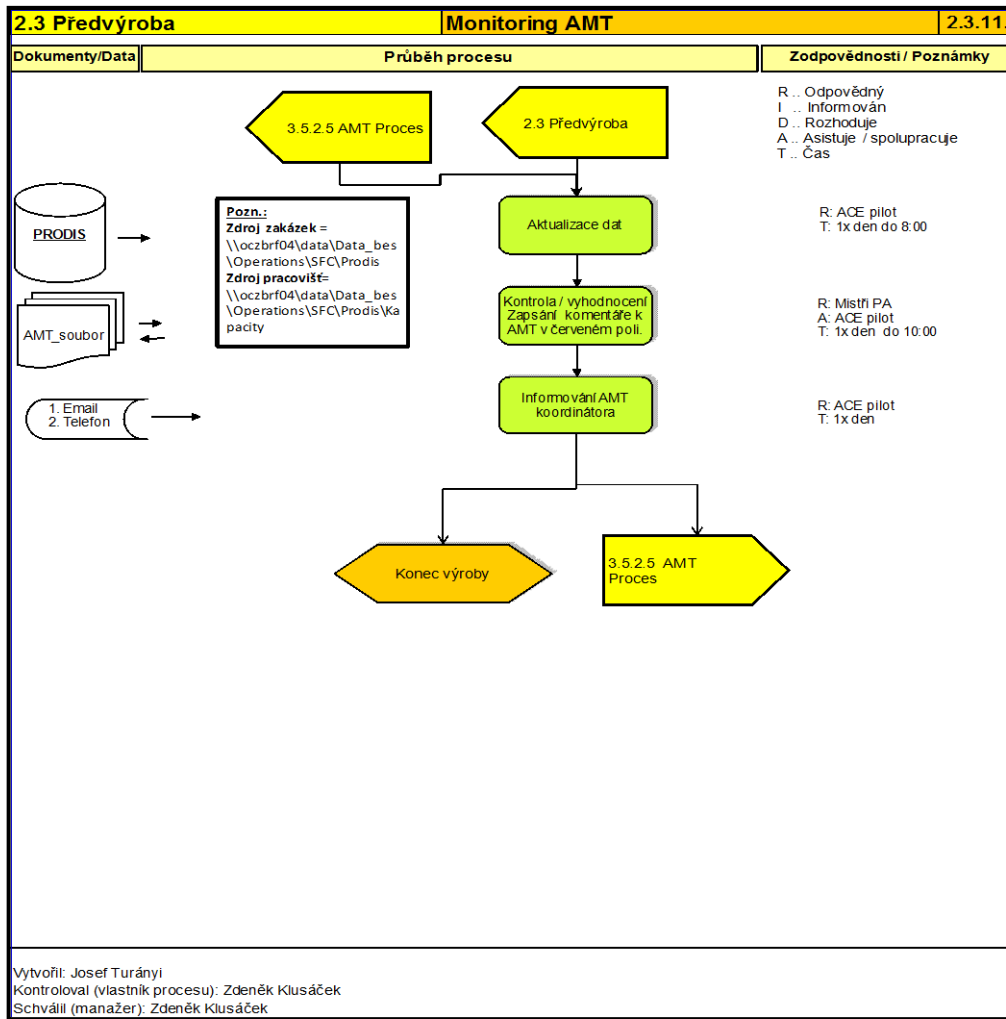 2.3 Předvýroba
Monitoring AMT
2.3.11.
Dokumenty/Data
Průběh procesu
Zodpovědnosti / Poznámky
R .. Odpovědný
I .. Informován
D .. Rozhoduje
A .. Asistuje / spolupracuje
T .. Čas
3.5.2.5 AMT Proces
2.3 Předvýroba
PRODIS
Pozn.:
Zdroj zakázek =
\\oczbrf04\data\Data_bes
\Operations\SFC\Prodis
Zdroj pracovišť=
\\oczbrf04\data\Data_bes
\Operations\SFC\Prodis\Ka
pacity
Aktualizace dat
R: ACE pilot
T: 1x den do 8:00
AMT_soubor
Kontrola / vyhodnocení
Zapsání komentáře k
AMT v červeném poli.
R: Mistři PA
A: ACE pilot
T: 1x den do 10:00
1. Email
2. Telefon
Informování AMT
koordinátora
R: ACE pilot
T: 1x den
Konec výroby
3.5.2.5 AMT
Proces
Vytvořil: Josef Turányi
Kontroloval (vlastník procesu): Zdeněk Klusáček
Schválil (manažer): Zdeněk Klusáček